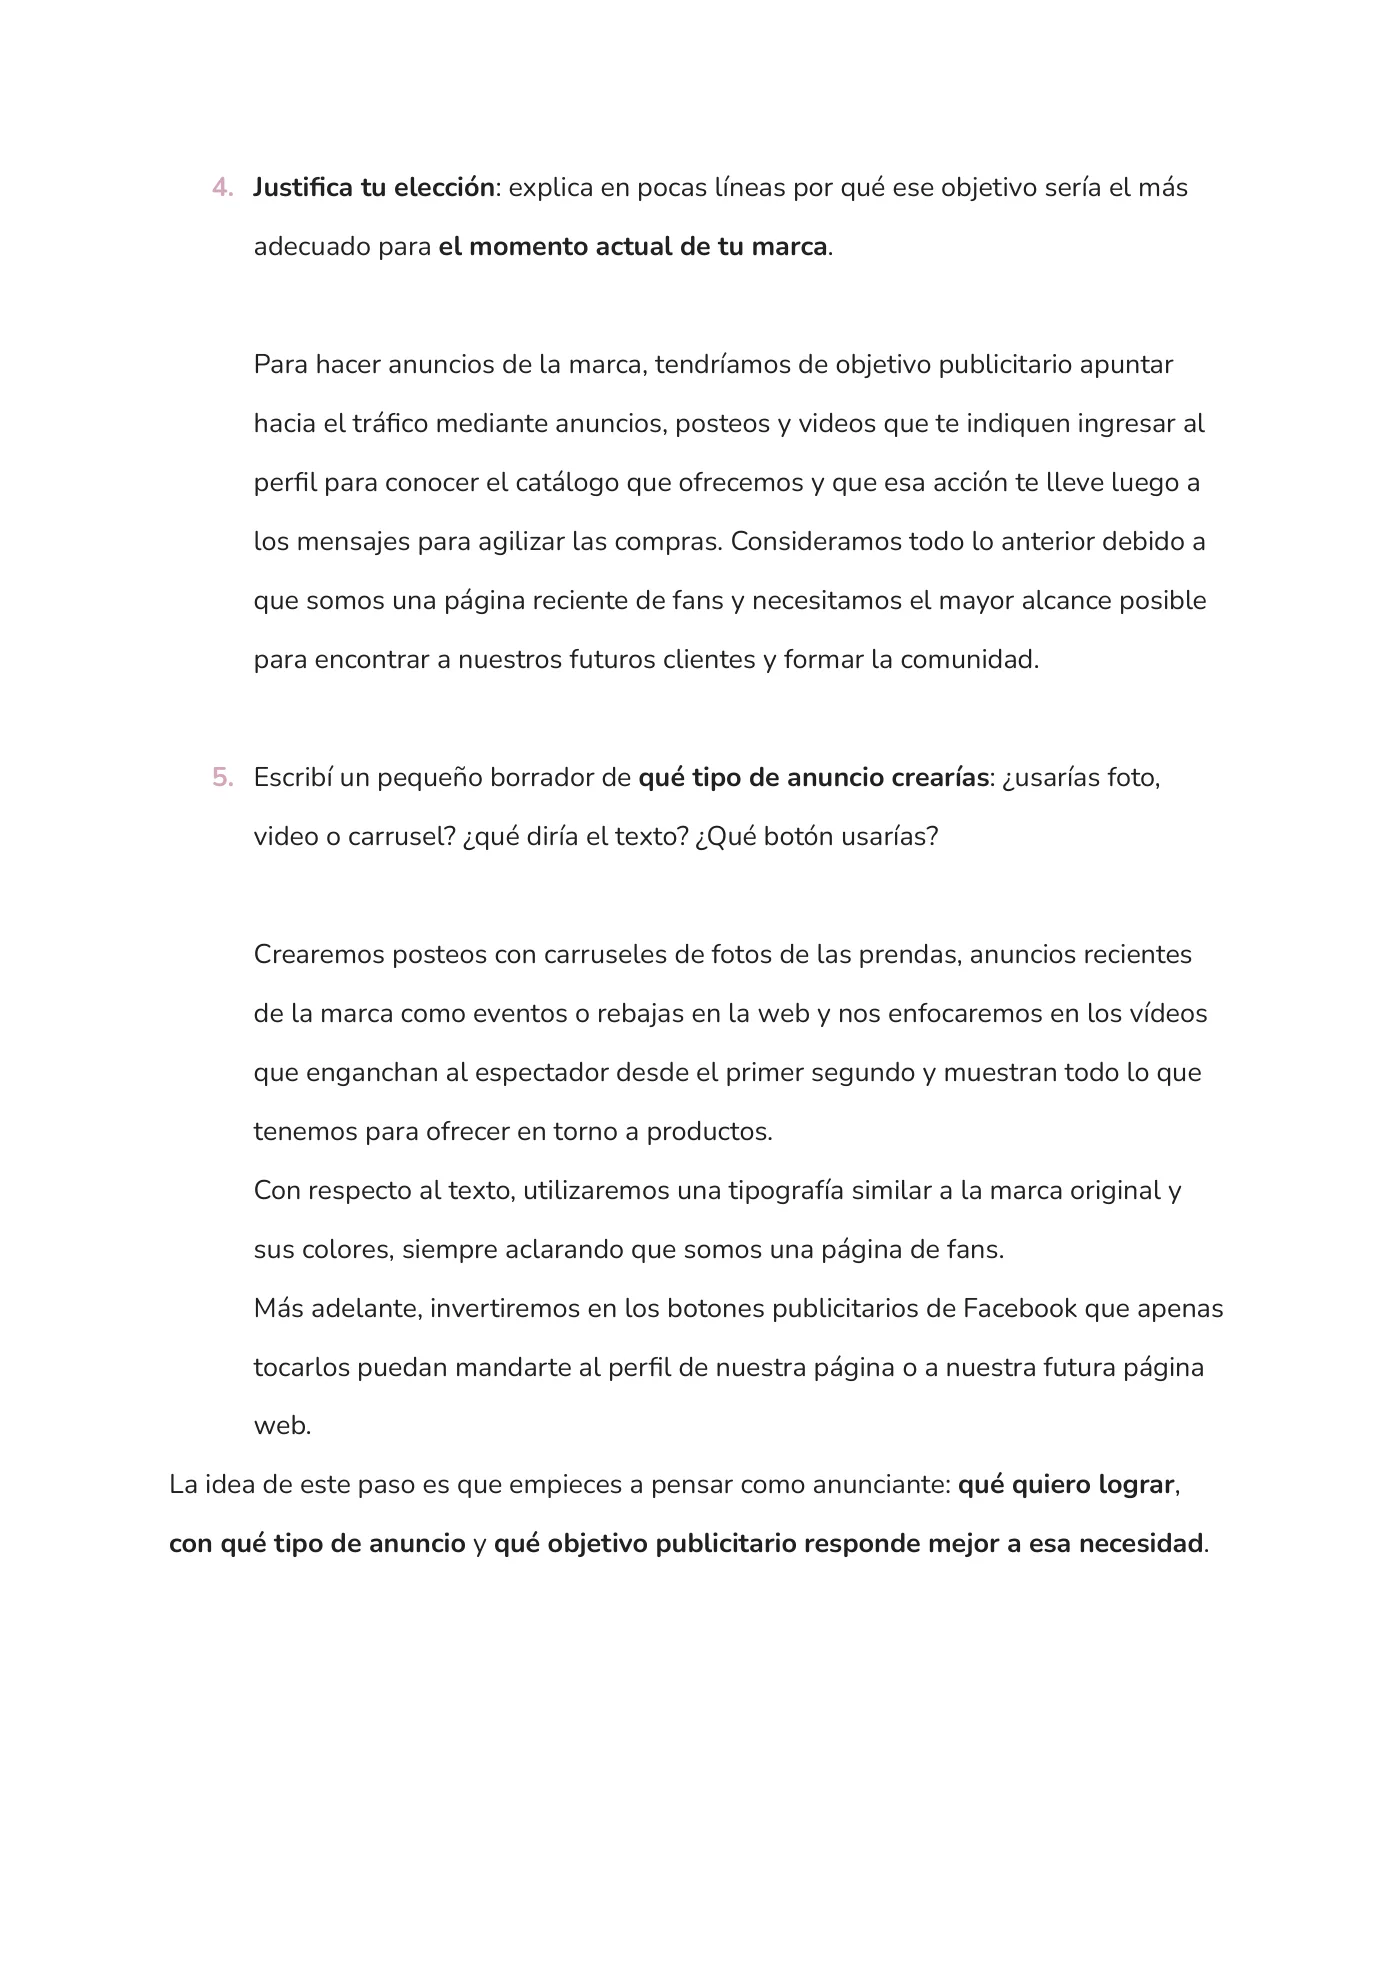 4. Justifica tu elección: explica en pocas líneas por qué ese objetivo sería el más
adecuado para el momento actual de tu marca.
Para hacer anuncios de la marca, tendríamos de objetivo publicitario apuntar
hacia el tráfico mediante anuncios, posteos y videos que te indiquen ingresar al
perfil para conocer el catálogo que ofrecemos y que esa acción te lleve luego a
los mensajes para agilizar las compras. Consideramos todo lo anterior debido a
que somos una página reciente de fans y necesitamos el mayor alcance posible
para encontrar a nuestros futuros clientes y formar la comunidad.
5. Escribí un pequeño borrador de qué tipo de anuncio crearías: ¿usarías foto,
video o carrusel? ¿qué diría el texto? ¿Qué botón usarías?
Crearemos posteos con carruseles de fotos de las prendas, anuncios recientes
de la marca como eventos o rebajas en la web y nos enfocaremos en los vídeos
que enganchan al espectador desde el primer segundo y muestran todo lo que
tenemos para ofrecer en torno a productos.
Con respecto al texto, utilizaremos una tipografía similar a la marca original y
sus colores, siempre aclarando que somos una página de fans.
Más adelante, invertiremos en los botones publicitarios de Facebook que apenas
tocarlos puedan mandarte al perfil de nuestra página o a nuestra futura página
web.
La idea de este paso es que empieces a pensar como anunciante: qué quiero lograr,
con qué tipo de anuncio y qué objetivo publicitario responde mejor a esa necesidad.